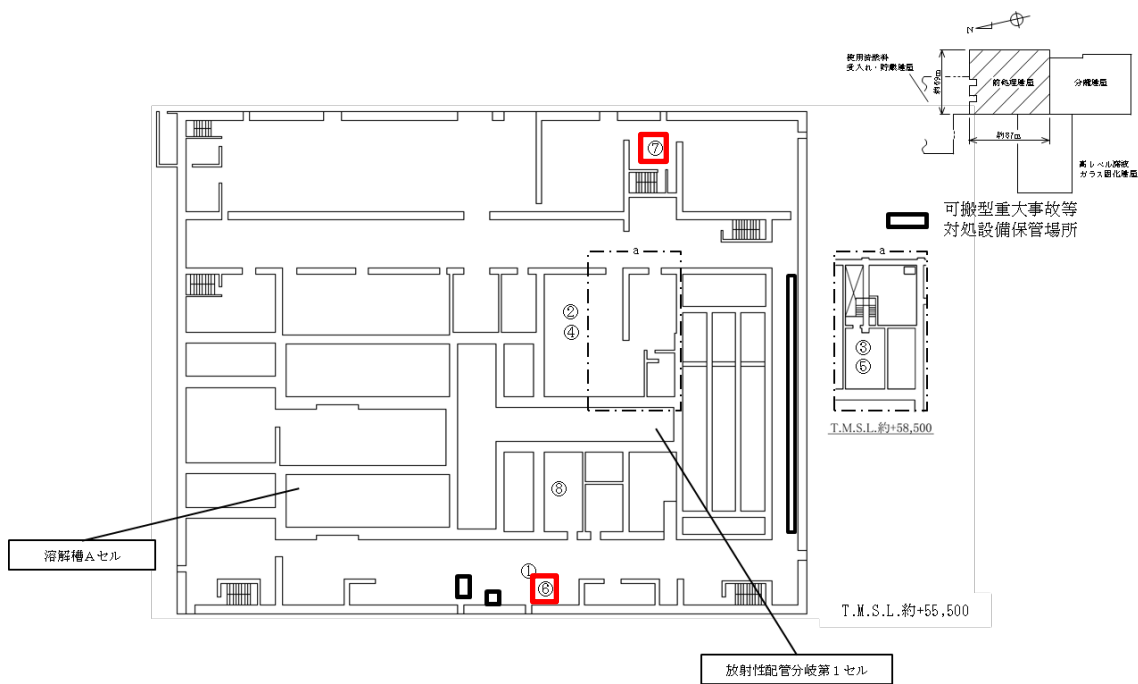 N
使用済燃料
受入れ・貯蔵建屋
約69m
前処理建屋
分離建屋
約87m
高レベル廃液
ガラス固化建屋
可搬型重大事故等
対処設備保管場所
⑦
a
a
②
④
③
⑤
T.M.S.L.約+58,500
⑧
溶解槽Aセル
①
⑥
T.M.S.L.約+55,500
放射性配管分岐第1セル